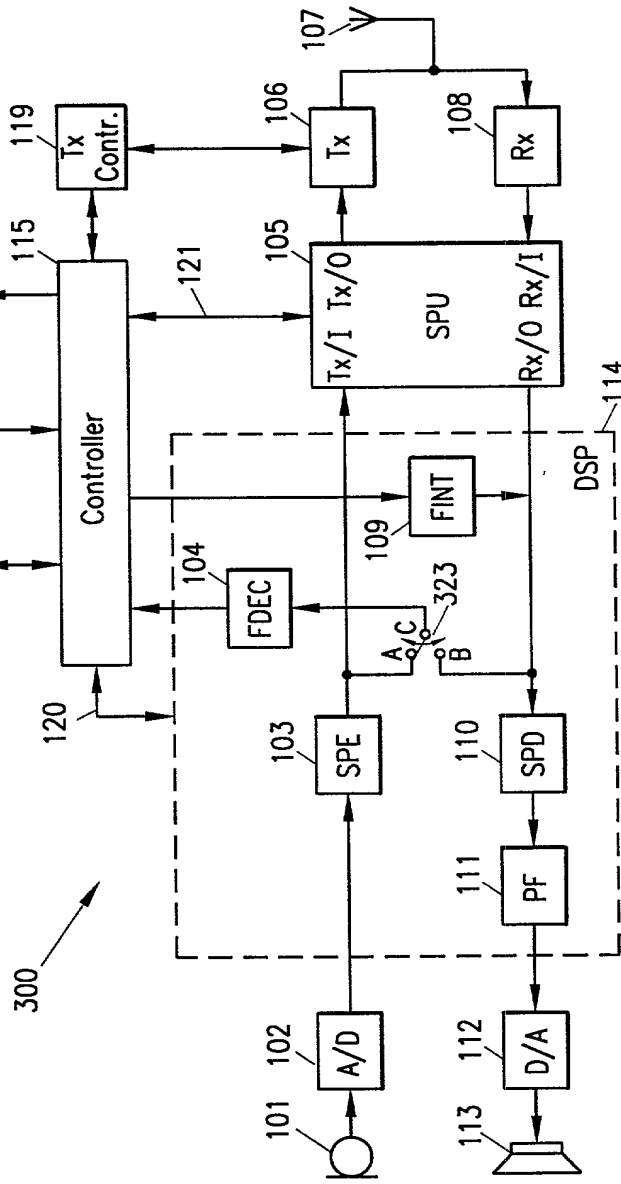 300
101
A/D
102
SPE
103
FDEC
104
Tx/I Tx/O
SPU
Rx/O Rx/I
105
Tx
106
107
Rx
108
FINT
109
SPD
110
PF
111
D/A
112
113
DSP
114
Controller
115
Tx
Contr.
119
120
121
A
C
B
323